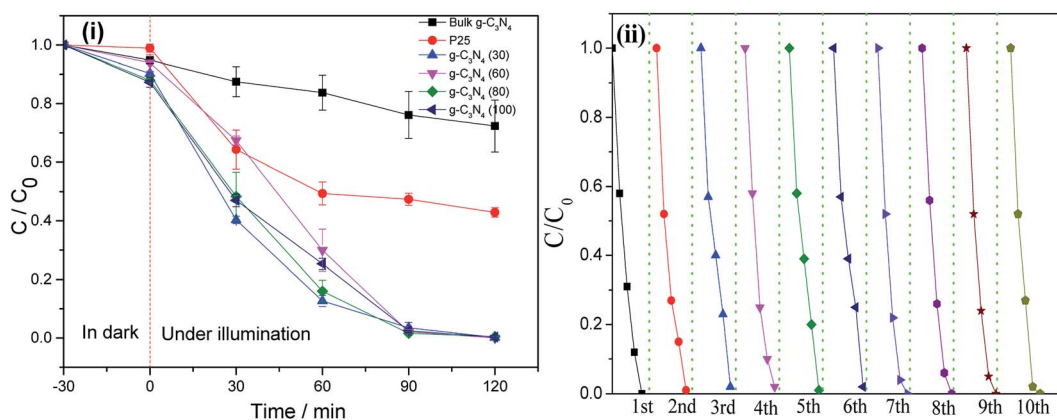 (i)
Bulk g-C₃N₄
P25
g-C₃N₄ (30)
g-C₃N₄ (60)
g-C₃N₄ (80)
g-C₃N₄ (100)
1.0
0.8
0.6
0.4
0.2
0.0
C / C₀
In dark
Under illumination
-30 0 30 60 90 120
Time / min
(ii)
1.0
0.8
0.6
0.4
0.2
0.0
C/C₀
1st 2nd 3rd 4th 5th 6th 7th 8th 9th 10th